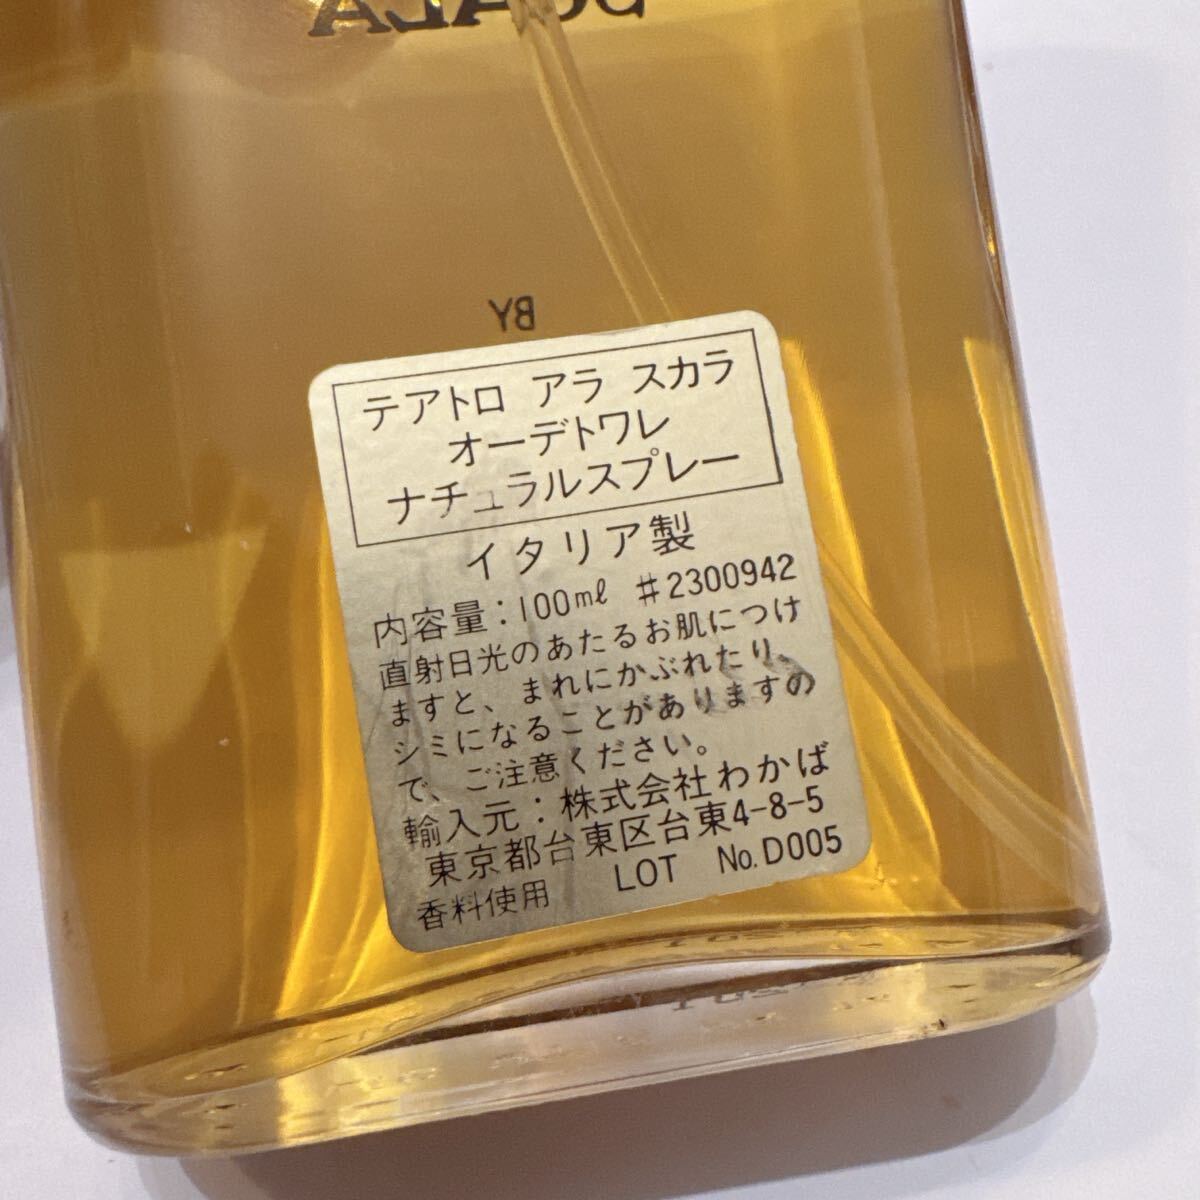 SCALA
BY
テアトロ アラ スカラ
オーデトワレ
ナチュラルスプレー
イタリア製
内容量:100ml #2300942
直射日光のあたるお肌につけ
ますと、まれにかぶれたり、
シミになることがありますの
で、ご注意ください。
輸入元:株式会社わかば
東京都台東区台東4-8-5
香料使用 LOT No.D005